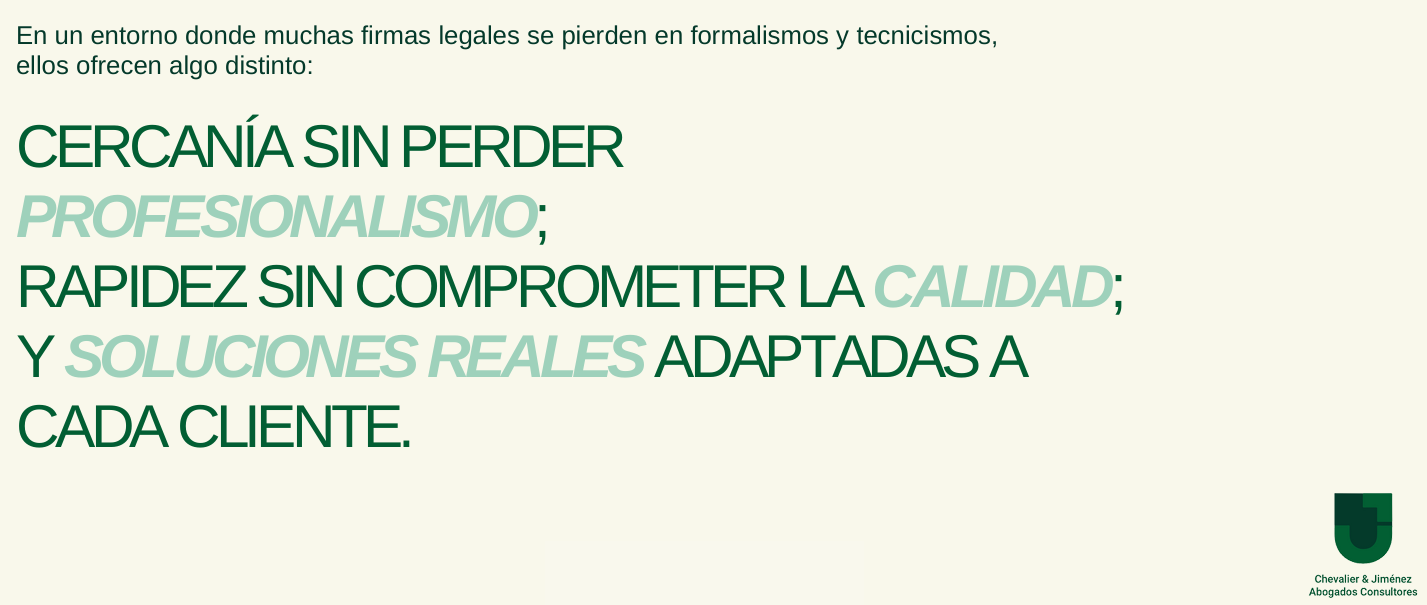 En un entorno donde muchas firmas legales se pierden en formalismos y tecnicismos,
ellos ofrecen algo distinto:
CERCANÍA SIN PERDER
PROFESIONALISMO;
RAPIDEZ SIN COMPROMETER LA CALIDAD;
Y SOLUCIONES REALES ADAPTADAS A
CADA CLIENTE.
Chevalier & Jiménez
Abogados Consultores